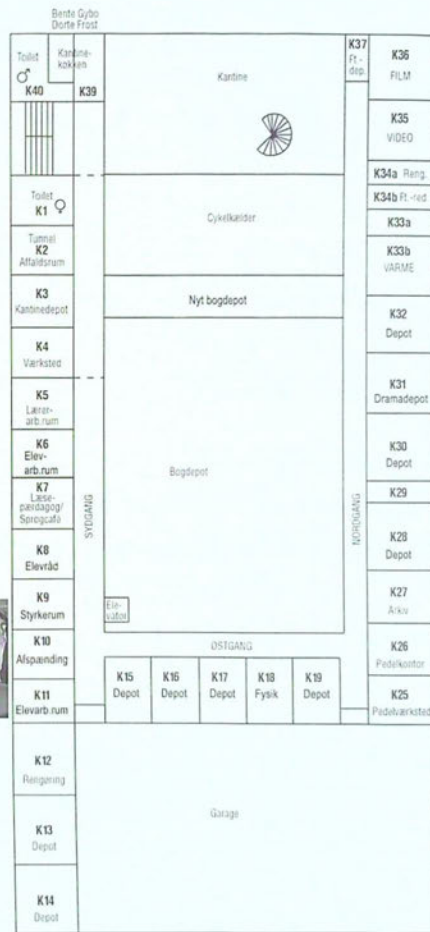 Bente Gybo
Dorte Frost
Toilet
♂
K40
Kantine-
køkken
K39
Toilet ♀
K1
Tunnel
K2
Affaldsrum
K3
Kantinedepot
K4
Værksted
K5
Lærer-
arb.rum
K6
Elev-
arb.rum
K7
Læse-
pædagog/
Sprogcafé
K8
Elevråd
K9
Styrkerum
K10
Afspænding
K11
Elevarb.rum
K12
Rengøring
K13
Depot
K14
Depot
SYDGANG
Kantine
Cykelkælder
Nyt bogdepot
Bogdepot
Ele-
vator
ØSTGANG
K15
Depot
K16
Depot
K17
Depot
K18
Fysik
K19
Depot
Garage
NORDGANG
K37
Ft-
dep.
K36
FILM
K35
VIDEO
K34a Reng.
K34b Ft-red.
K33a
K33b
VARME
K32
Depot
K31
Dramadepot
K30
Depot
K29
K28
Depot
K27
Arkiv
K26
Pedelkontor
K25
Pedelværksted